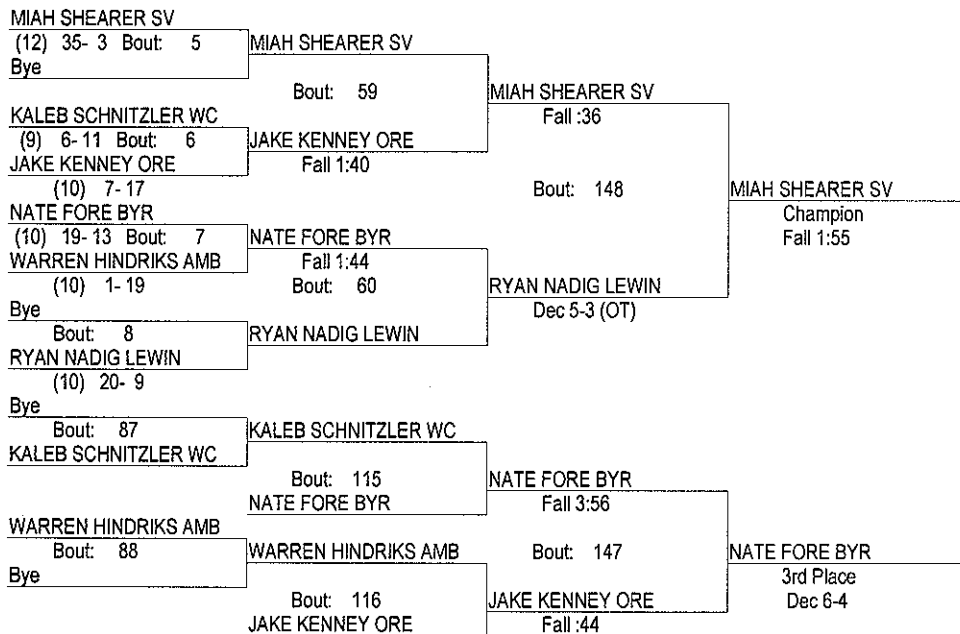 MIAH SHEARER SV
(12) 35- 3 Bout: 5
Bye
MIAH SHEARER SV
Bout: 59
KALEB SCHNITZLER WC
(9) 6- 11 Bout: 6
JAKE KENNEY ORE
(10) 7- 17
JAKE KENNEY ORE
Fall 1:40
MIAH SHEARER SV
Fall :36
Bout: 148
NATE FORE BYR
(10) 19- 13 Bout: 7
WARREN HINDRIKS AMB
(10) 1- 19
NATE FORE BYR
Fall 1:44
Bout: 60
Bye
Bout: 8
RYAN NADIG LEWIN
(10) 20- 9
RYAN NADIG LEWIN
RYAN NADIG LEWIN
Dec 5-3 (OT)
MIAH SHEARER SV
Champion
Fall 1:55
Bye
Bout: 87
KALEB SCHNITZLER WC
KALEB SCHNITZLER WC
Bout: 115
NATE FORE BYR
NATE FORE BYR
Fall 3:56
Bout: 147
WARREN HINDRIKS AMB
Bout: 88
Bye
WARREN HINDRIKS AMB
Bout: 116
JAKE KENNEY ORE
JAKE KENNEY ORE
Fall :44
NATE FORE BYR
3rd Place
Dec 6-4